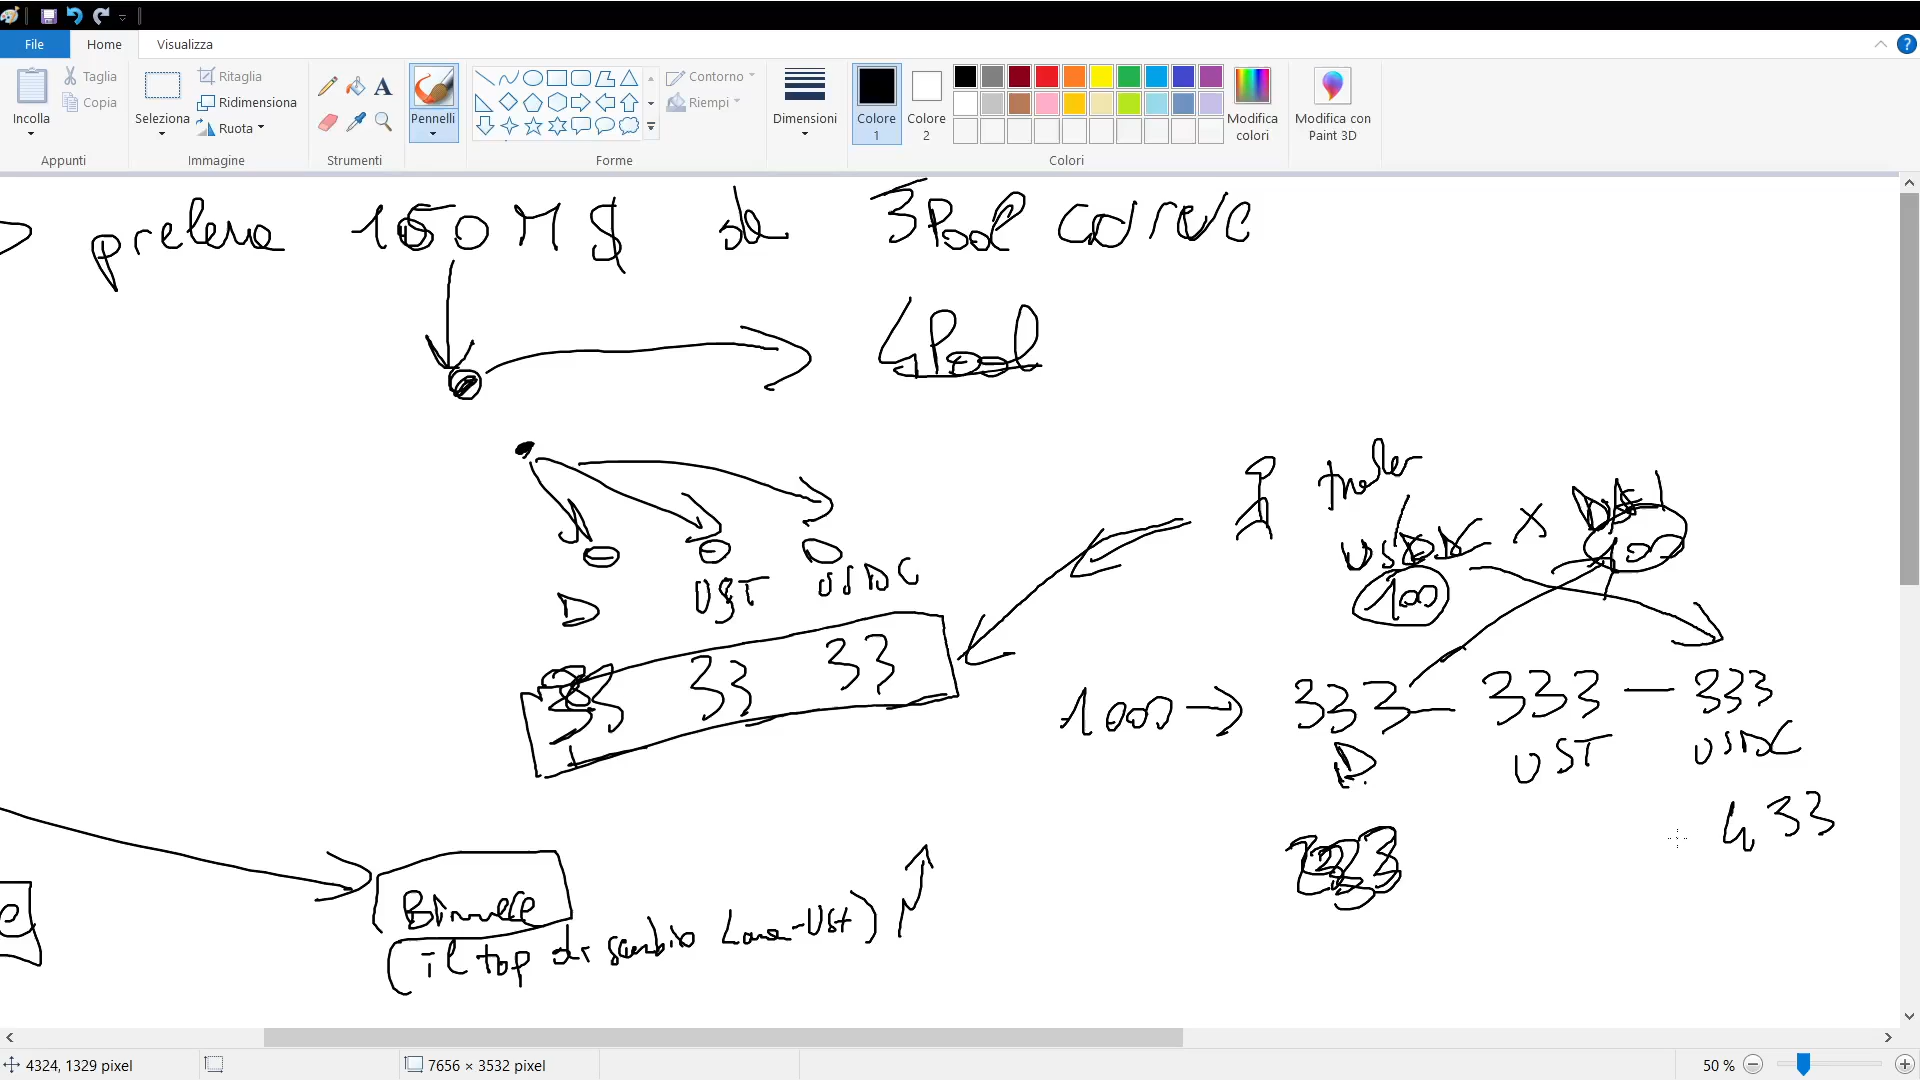 File Home Visualizza
Incolla
Taglia
Copia
Appunti
Seleziona
Ritaglia
Ridimensiona
Ruota
Immagine
Strumenti
Pennelli
Forme
Contorno
Riempi
Dimensioni
Colore 1
Colore 2
Colori
Modifica colori
Modifica con Paint 3D
preleva 150 M $ da 3Pool curve
4Pool
trader
USDC x DAI
100 100
D UST USDC
33 33 33
1000 → 333 — 333 — 333
D UST USDC
433
Binance
(il top di scambio Luna-Ust)
4324, 1329 pixel
7656 × 3532 pixel
50 %